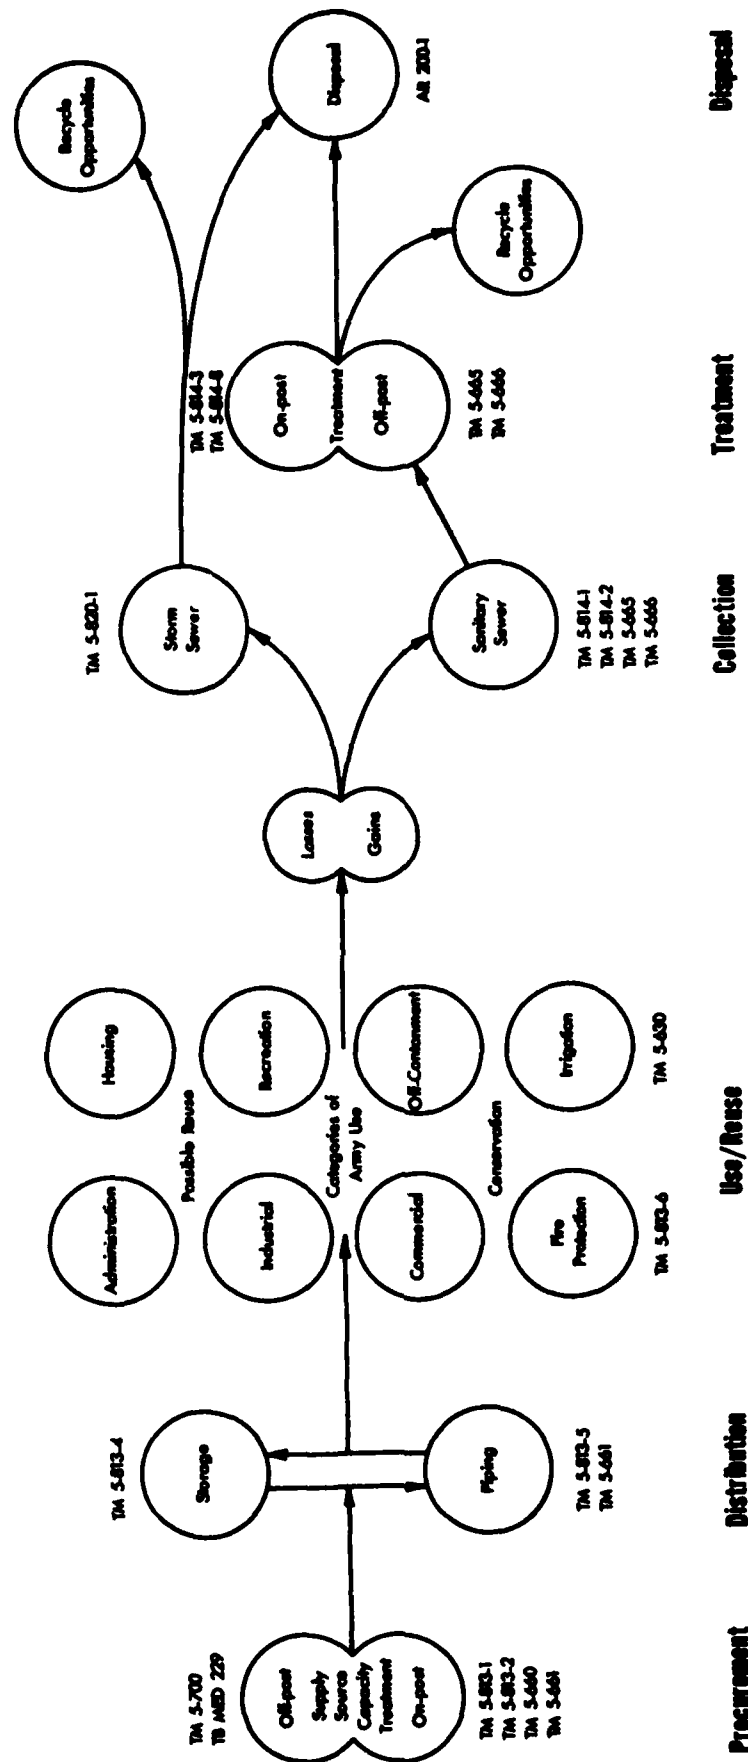 TM 5-700
TB MED 229
Off-post
Supply
Source
Capacity
Treatment
On-post
TM 5-813-1
TM 5-813-2
TM 5-660
TM 5-661
Procurement
TM 5-813-4
Storage
Piping
TM 5-813-5
TM 5-661
Distribution
Administration
Housing
Possible Reuse
Industrial
Recreation
Categories of
Army Use
Commercial
Off-Contonment
Conservation
Fire
Protection
Irrigation
TM 5-813-6
TM 5-630
Use/Reuse
Losses
Gains
TM 5-820-1
Storm
Sewer
Sanitary
Sewer
TM 5-814-1
TM 5-814-2
TM 5-665
TM 5-666
Collection
TM 5-814-3
TM 5-814-8
On-post
Treatment
Off-post
TM 5-665
TM 5-666
Treatment
Recycle
Opportunities
Disposal
AR 200-1
Recycle
Opportunities
Disposal